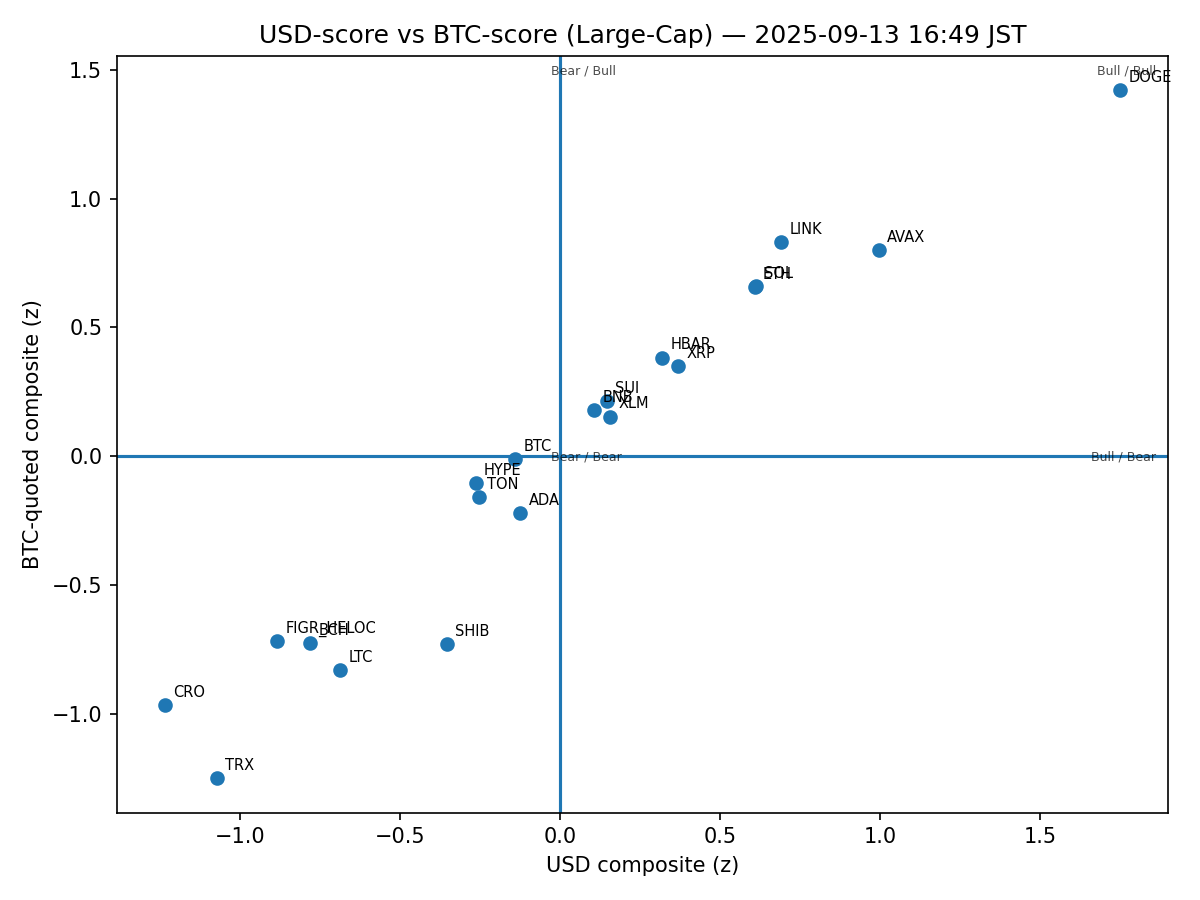 USD-score vs BTC-score (Large-Cap) — 2025-09-13 16:49 JST
1.5
1.0
0.5
0.0
−0.5
−1.0
BTC-quoted composite (z)
Bear / Bull
Bull / Bull
DOGE
LINK
AVAX
SOL
ETH
HBAR
XRP
SUI
BNB
XLM
BTC
Bear / Bear
Bull / Bear
HYPE
TON
ADA
FIGR_HELOC
BCH
SHIB
LTC
CRO
TRX
−1.0
−0.5
0.0
0.5
1.0
1.5
USD composite (z)